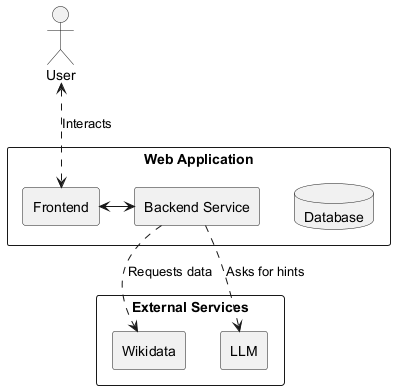 User
Interacts
Web Application
Frontend
Backend Service
Database
Requests data
Asks for hints
External Services
Wikidata
LLM